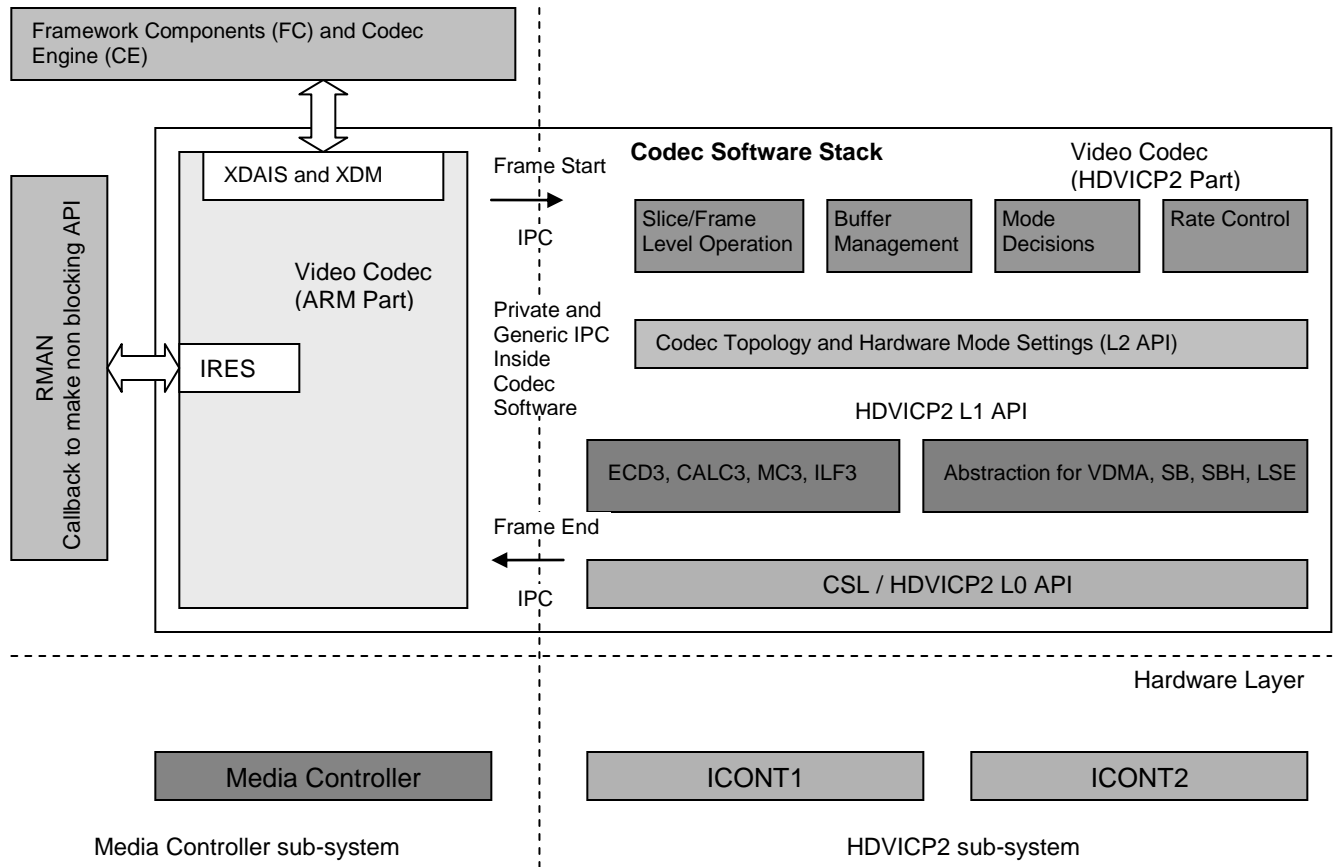 Framework Components (FC) and Codec
Engine (CE)
Codec Software Stack
Video Codec
(HDVICP2 Part)
XDAIS and XDM
Frame Start
IPC
Slice/Frame
Level Operation
Buffer
Management
Mode
Decisions
Rate Control
Video Codec
(ARM Part)
RMAN
Callback to make non blocking API
IRES
Private and
Generic IPC
Inside
Codec
Software
Codec Topology and Hardware Mode Settings (L2 API)
HDVICP2 L1 API
ECD3, CALC3, MC3, ILF3
Abstraction for VDMA, SB, SBH, LSE
Frame End
IPC
CSL / HDVICP2 L0 API
Hardware Layer
Media Controller
ICONT1
ICONT2
Media Controller sub-system
HDVICP2 sub-system